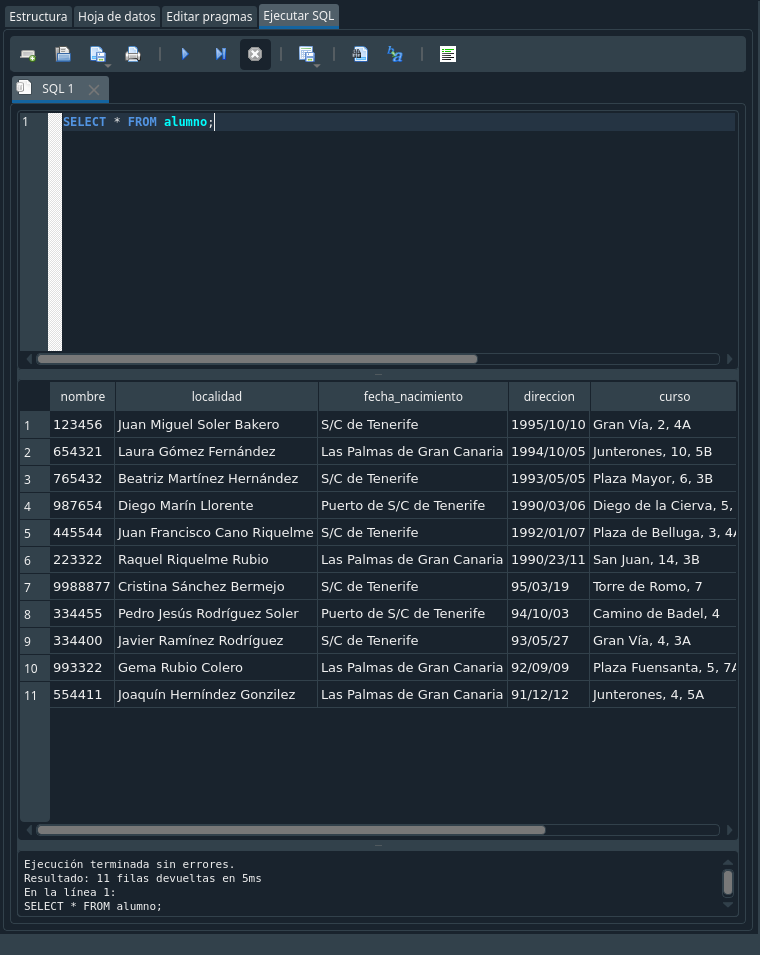 Estructura Hoja de datos Editar pragmas Ejecutar SQL
SQL 1
1 SELECT * FROM alumno;
nombre localidad fecha_nacimiento direccion curso
1 123456 Juan Miguel Soler Bakero S/C de Tenerife 1995/10/10 Gran Vía, 2, 4A
2 654321 Laura Gómez Fernández Las Palmas de Gran Canaria 1994/10/05 Junterones, 10, 5B
3 765432 Beatriz Martínez Hernández S/C de Tenerife 1993/05/05 Plaza Mayor, 6, 3B
4 987654 Diego Marín Llorente Puerto de S/C de Tenerife 1990/03/06 Diego de la Cierva, 5,
5 445544 Juan Francisco Cano Riquelme S/C de Tenerife 1992/01/07 Plaza de Belluga, 3, 4A
6 223322 Raquel Riquelme Rubio Las Palmas de Gran Canaria 1990/23/11 San Juan, 14, 3B
7 9988877 Cristina Sánchez Bermejo S/C de Tenerife 95/03/19 Torre de Romo, 7
8 334455 Pedro Jesús Rodríguez Soler Puerto de S/C de Tenerife 94/10/03 Camino de Badel, 4
9 334400 Javier Ramínez Rodríguez S/C de Tenerife 93/05/27 Gran Vía, 4, 3A
10 993322 Gema Rubio Colero Las Palmas de Gran Canaria 92/09/09 Plaza Fuensanta, 5, 7A
11 554411 Joaquín Herníndez Gonzilez Las Palmas de Gran Canaria 91/12/12 Junterones, 4, 5A
Ejecución terminada sin errores.
Resultado: 11 filas devueltas en 5ms
En la línea 1:
SELECT * FROM alumno;